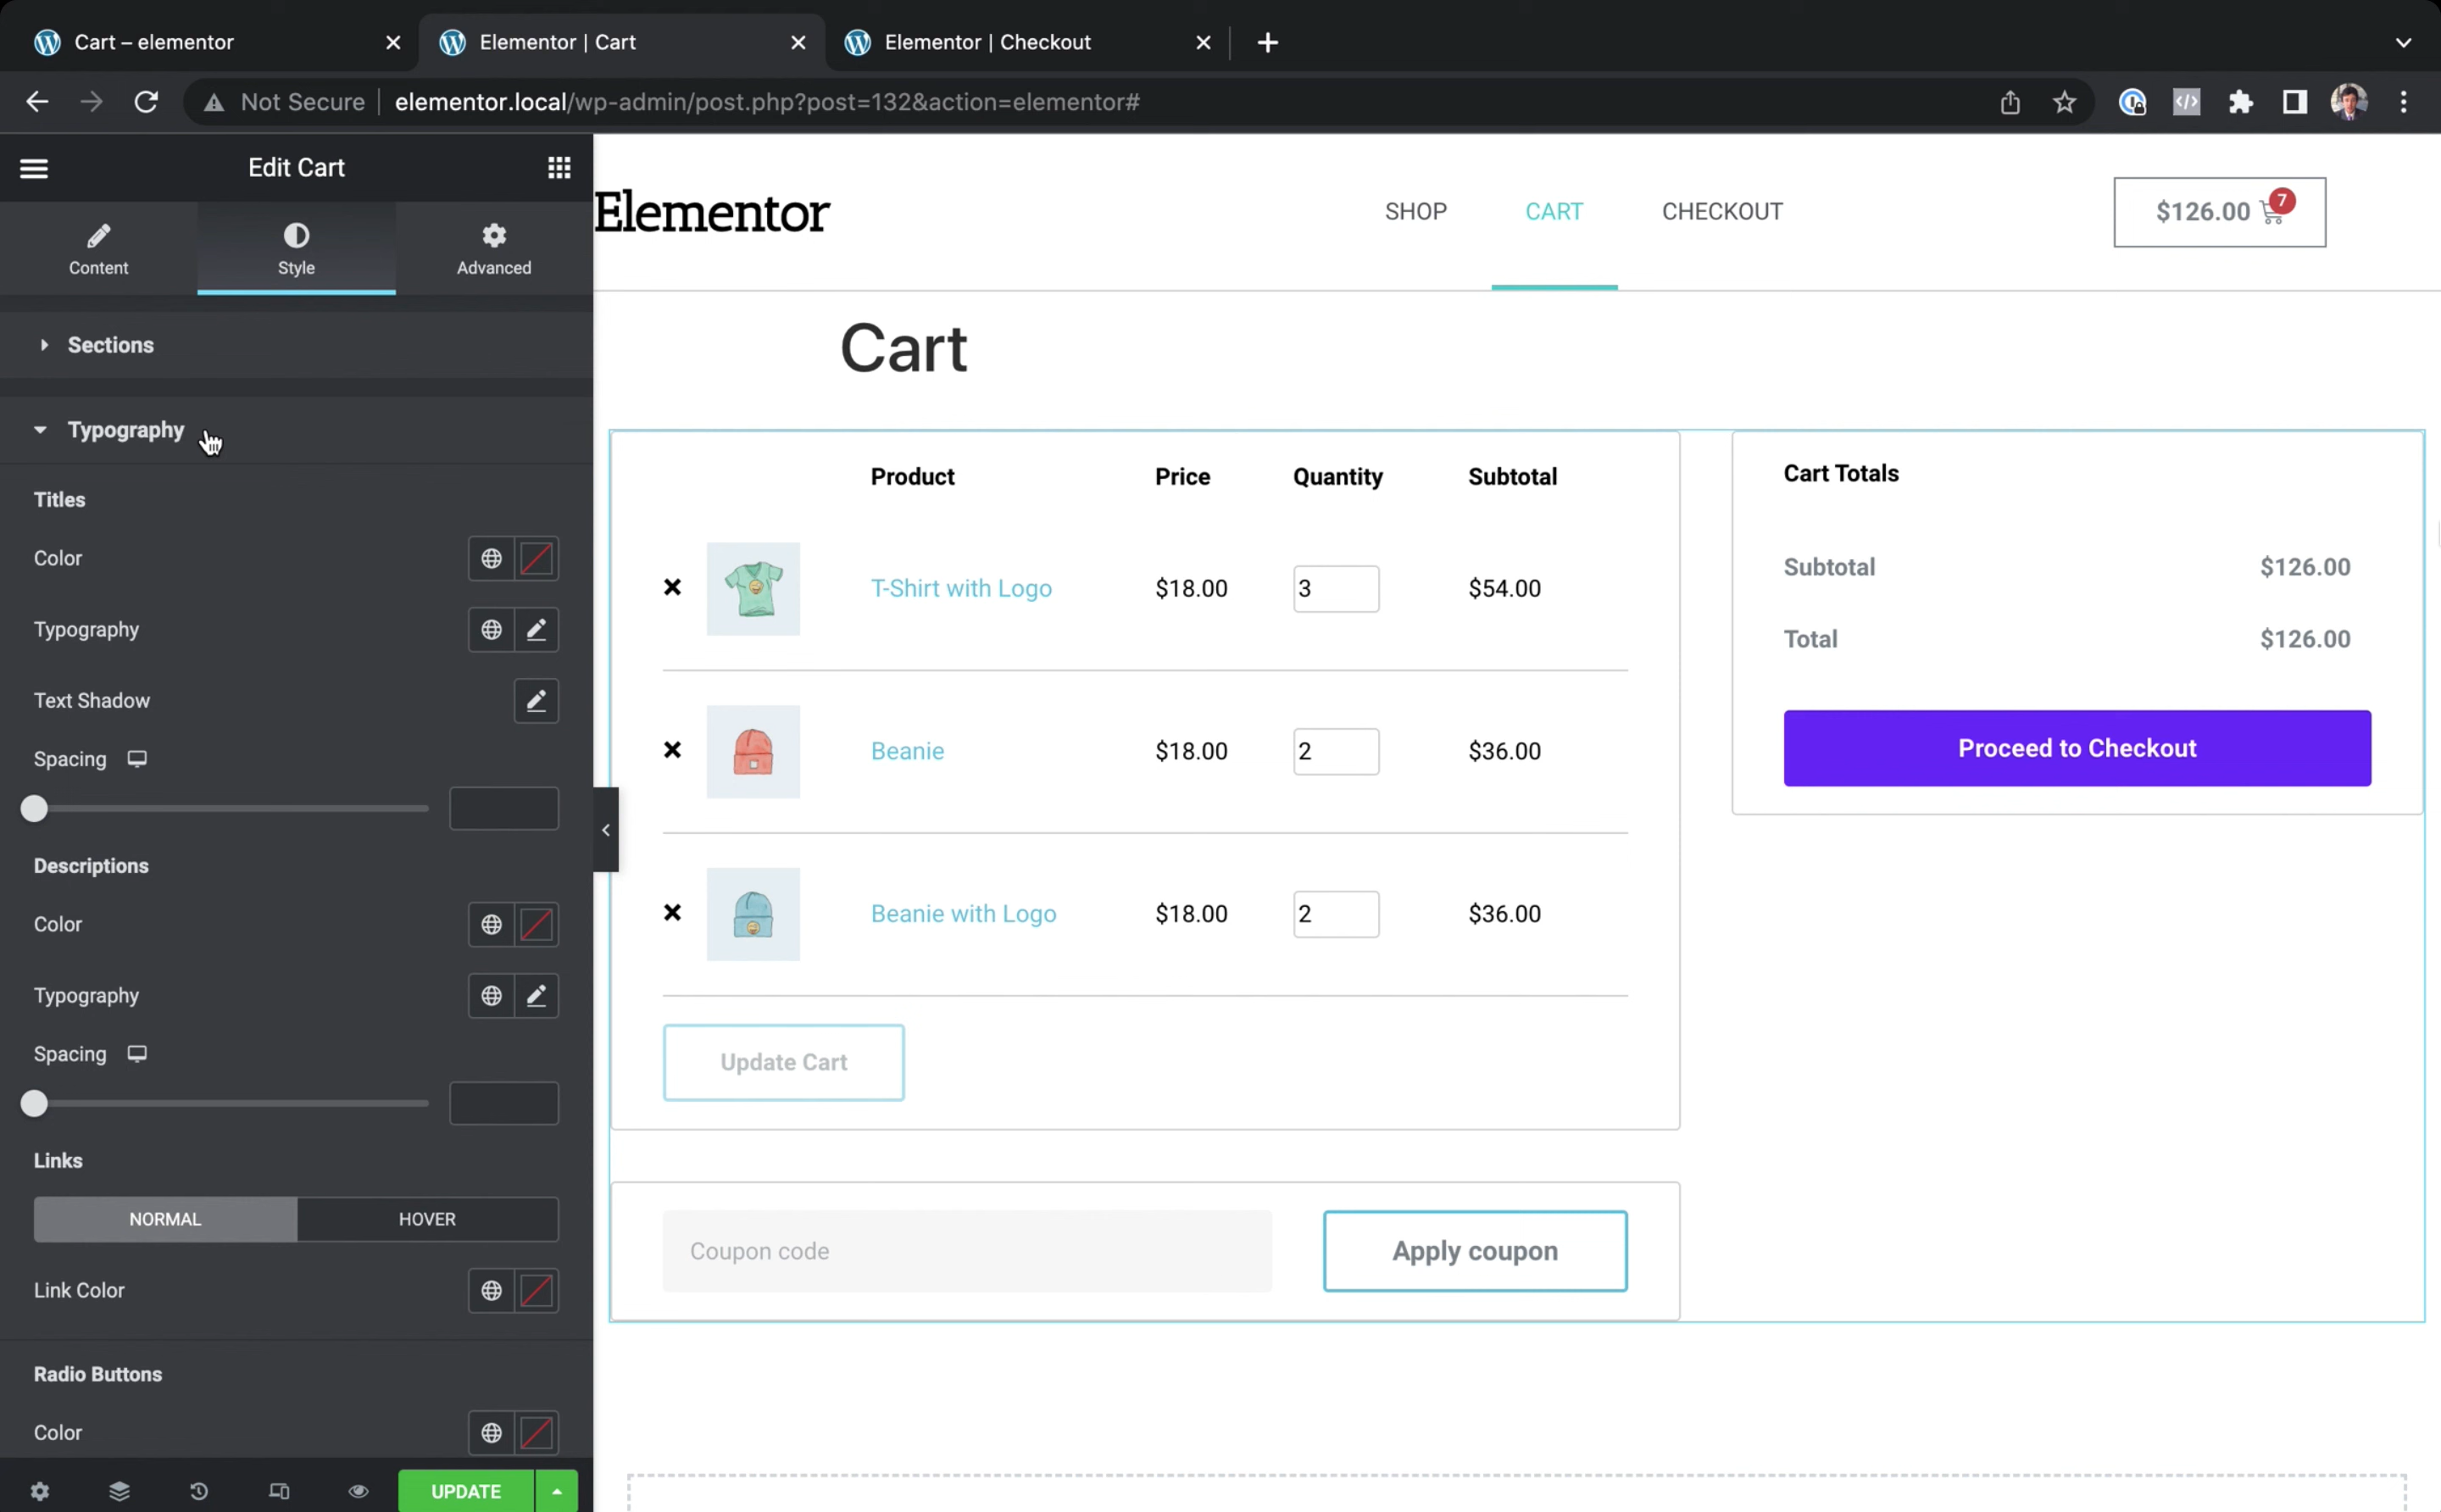 Cart – elementor
Elementor | Cart
Elementor | Checkout
Not Secure
elementor.local/wp-admin/post.php?post=132&action=elementor#
Edit Cart
Content
Style
Advanced
Sections
Typography
Titles
Color
Typography
Text Shadow
Spacing
Descriptions
Color
Typography
Spacing
Links
NORMAL HOVER
Link Color
Radio Buttons
Color
UPDATE
Elementor
SHOP CART CHECKOUT
$126.00 7
Cart
Product Price Quantity Subtotal
T-Shirt with Logo $18.00 3 $54.00
Beanie $18.00 2 $36.00
Beanie with Logo $18.00 2 $36.00
Update Cart
Coupon code
Apply coupon
Cart Totals
Subtotal $126.00
Total $126.00
Proceed to Checkout